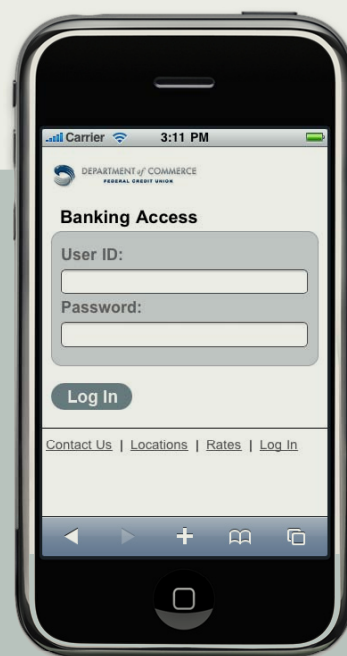 Carrier 3:11 PM
DEPARTMENT of COMMERCE
FEDERAL CREDIT UNION
Banking Access
User ID:
Password:
Log In
Contact Us | Locations | Rates | Log In